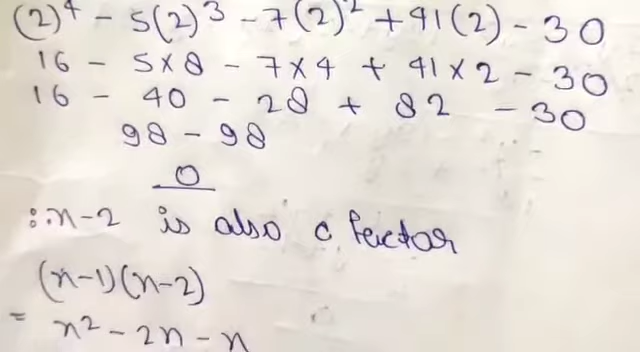 (2)⁴ - 5(2)³ - 7(2)² + 41(2) - 30
16 - 5×8 - 7×4 + 41×2 - 30
16 - 40 - 28 + 82 - 30
98 - 98
0
∴ x-2 is also a factor
(x-1)(x-2)
= x² - 2x - x